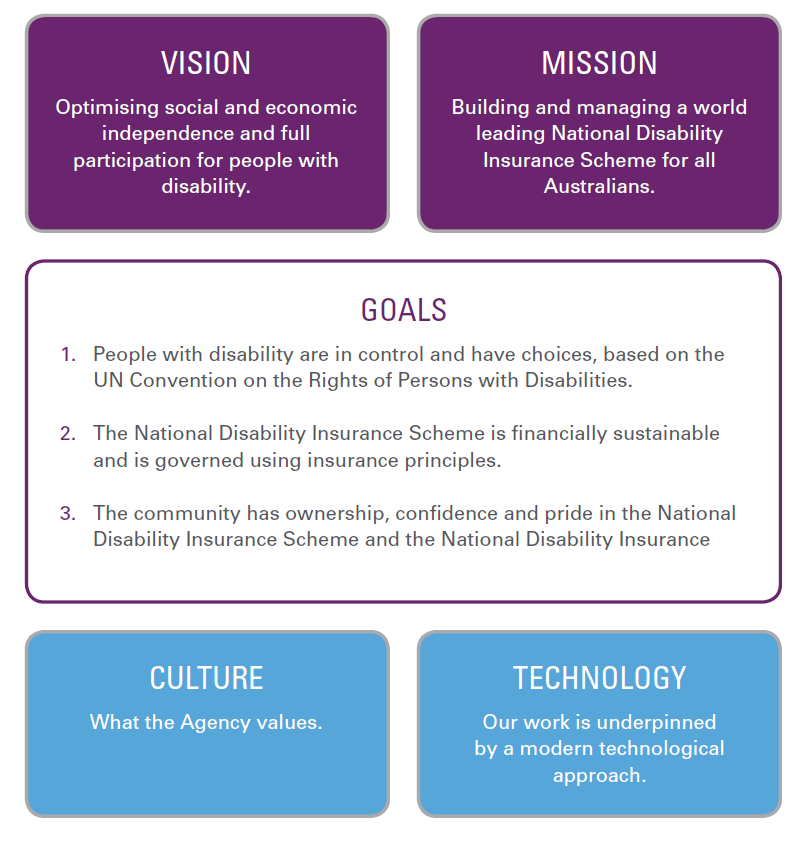 VISION
Optimising social and economic
independence and full
participation for people with
disability.
MISSION
Building and managing a world
leading National Disability
Insurance Scheme for all
Australians.
GOALS
1. People with disability are in control and have choices, based on the
UN Convention on the Rights of Persons with Disabilities.
2. The National Disability Insurance Scheme is financially sustainable
and is governed using insurance principles.
3. The community has ownership, confidence and pride in the National
Disability Insurance Scheme and the National Disability Insurance
CULTURE
What the Agency values.
TECHNOLOGY
Our work is underpinned
by a modern technological
approach.